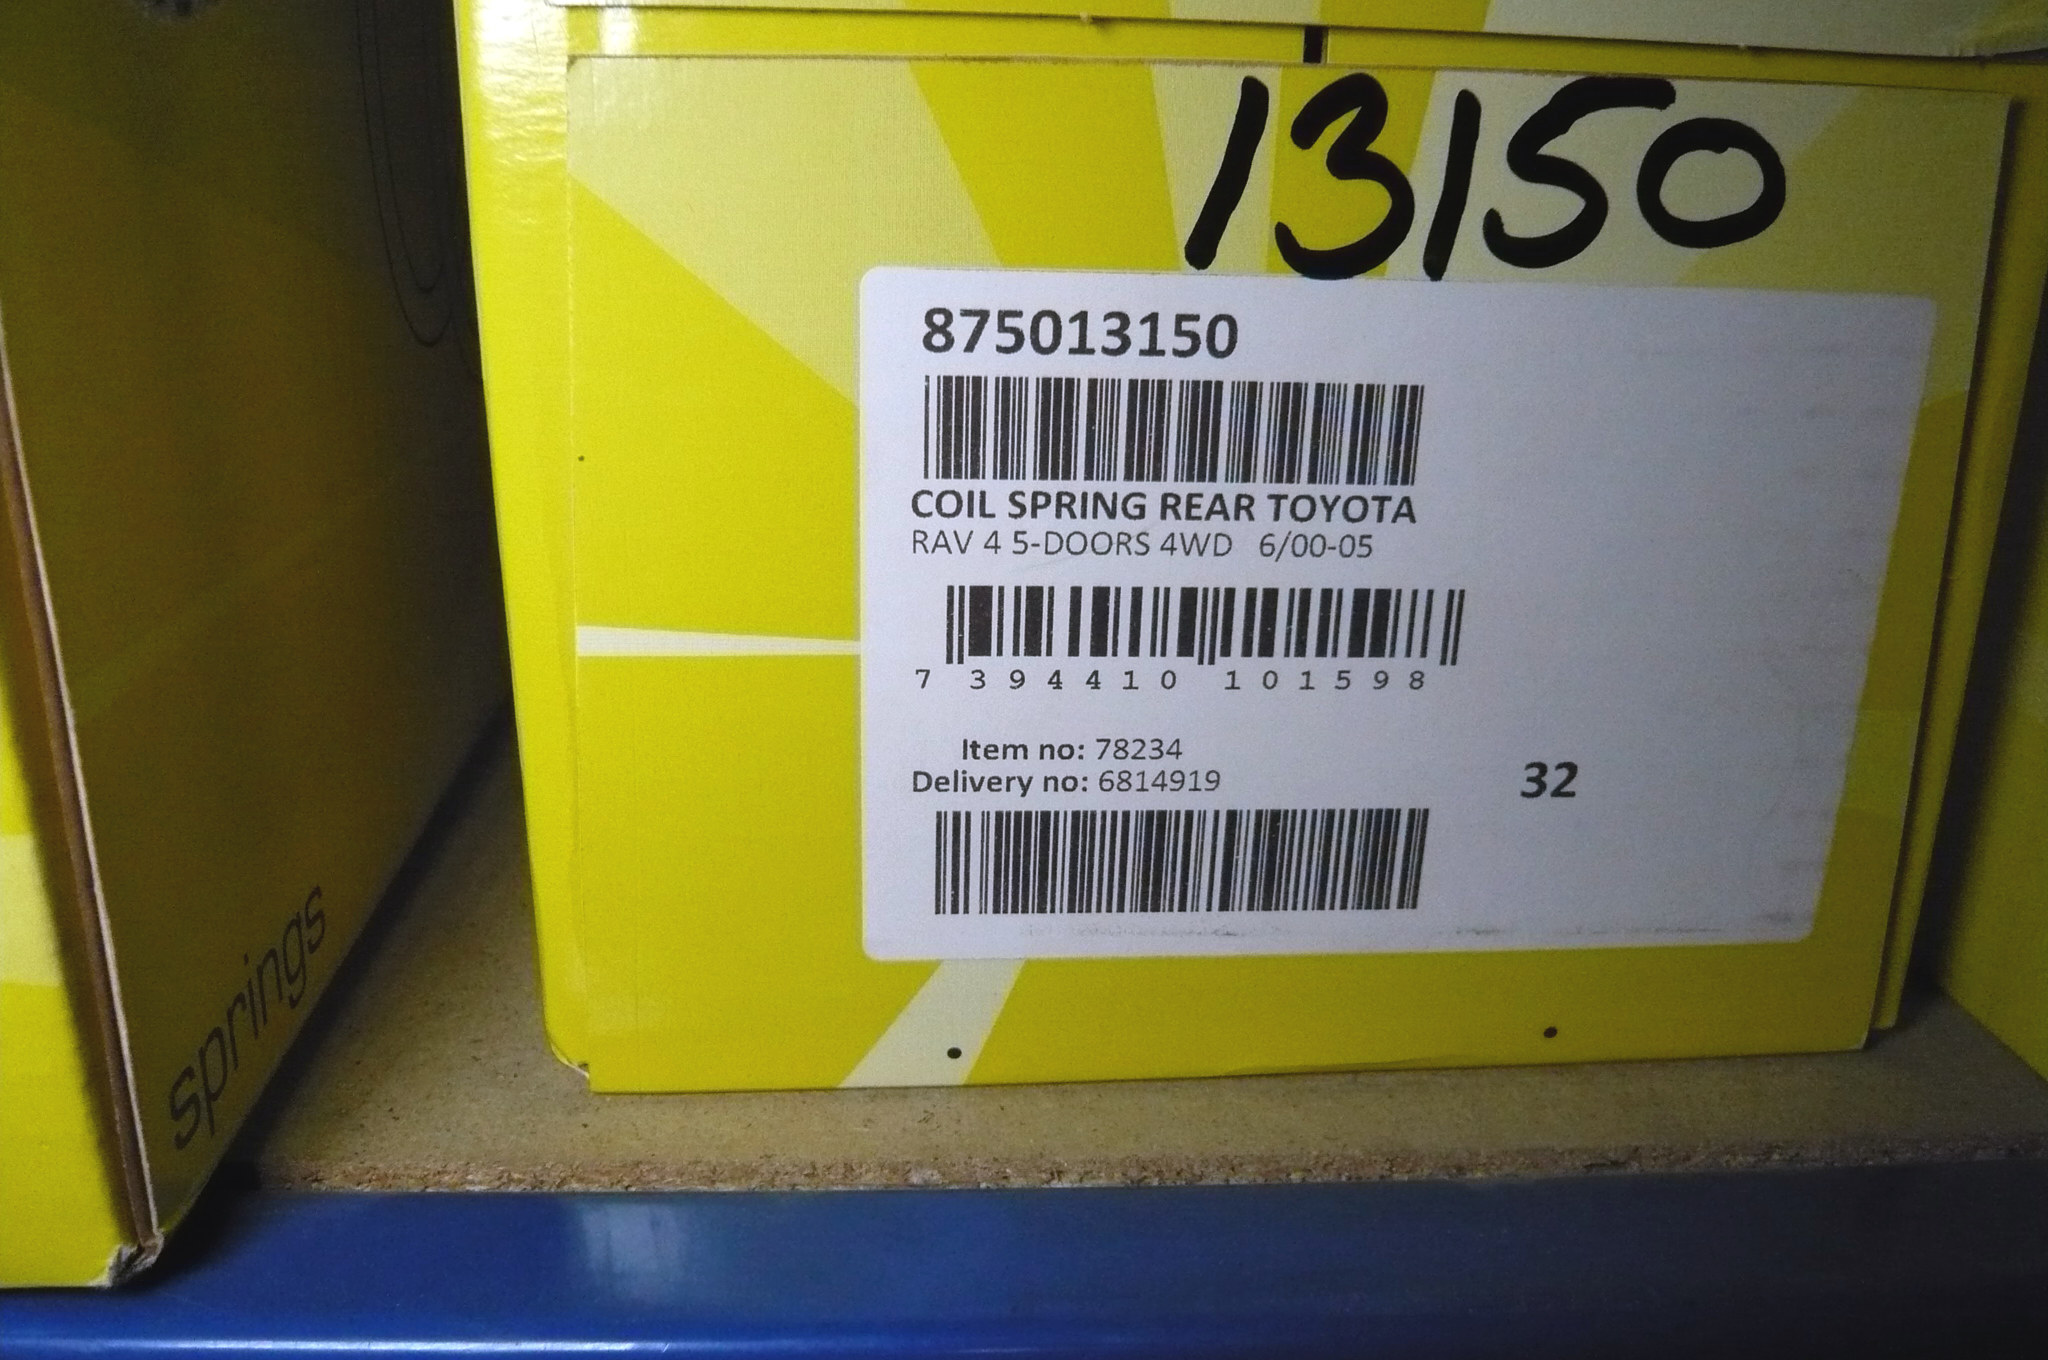 13150
875013150
COIL SPRING REAR TOYOTA
RAV 4 5-DOORS 4WD 6/00-05
7 394410 101598
Item no: 78234
Delivery no: 6814919
32
springs